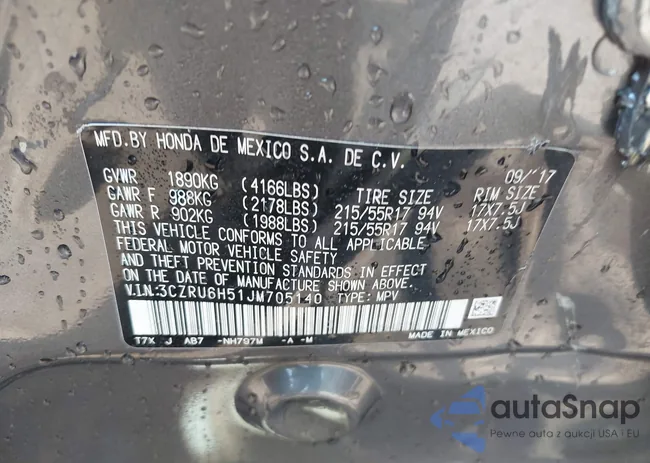 MFD.BY HONDA DE MEXICO S.A. DE C.V.
09/'17
GVWR 1890KG (4166LBS) TIRE SIZE RIM SIZE
GAWR F 988KG (2178LBS) 215/55R17 94V 17X7.5J
GAWR R 902KG (1988LBS) 215/55R17 94V 17X7.5J
THIS VEHICLE CONFORMS TO ALL APPLICABLE
FEDERAL MOTOR VEHICLE SAFETY
AND THEFT PREVENTION STANDARDS IN EFFECT
ON THE DATE OF MANUFACTURE SHOWN ABOVE.
V.I.N.:3CZRU6H51JM705140 TYPE: MPV
T7X J AB7 -NH797M -A -M MADE IN MEXICO
autoSnap
Pewne auta z aukcji USA i EU